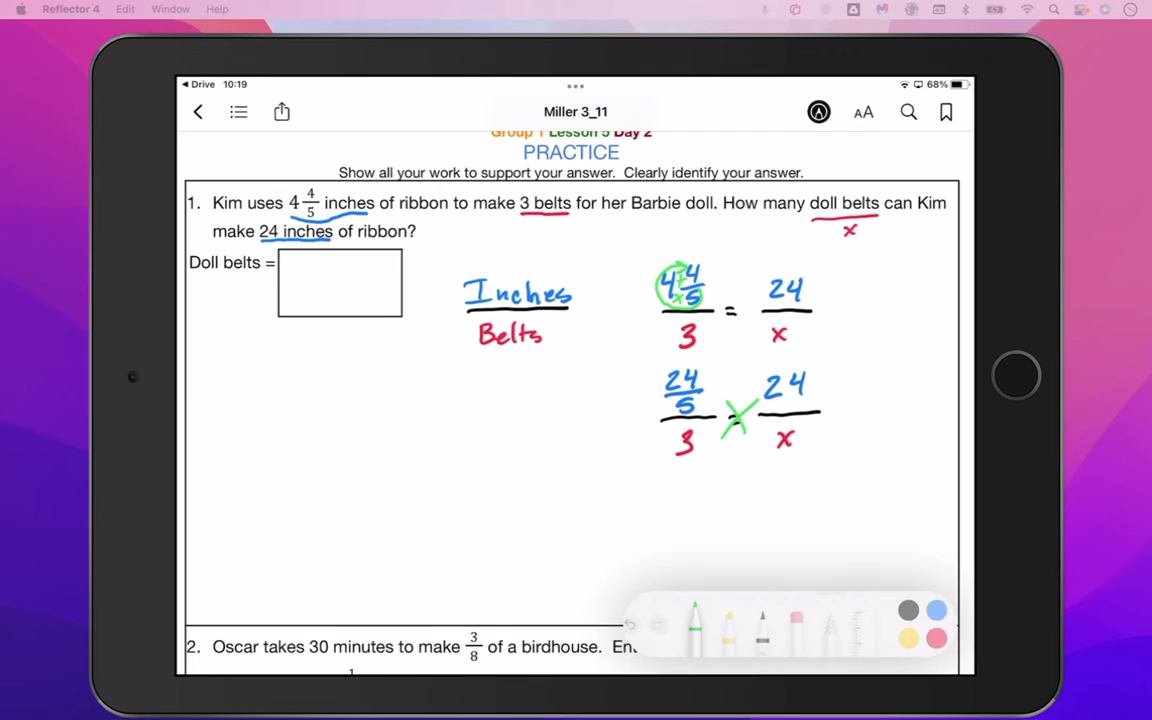 Reflector 4 Edit Window Help
Drive 10:19 68%
Miller 3_11
AA
Group 1 Lesson 5 Day 2
PRACTICE
Show all your work to support your answer. Clearly identify your answer.
1. Kim uses 4 4/5 inches of ribbon to make 3 belts for her Barbie doll. How many doll belts can Kim
make 24 inches of ribbon?
x
Doll belts =
Inches
Belts
4 + 4 × 5
3
=
24
x
24/5
3
=
24
x
2. Oscar takes 30 minutes to make 3/8 of a birdhouse.
1